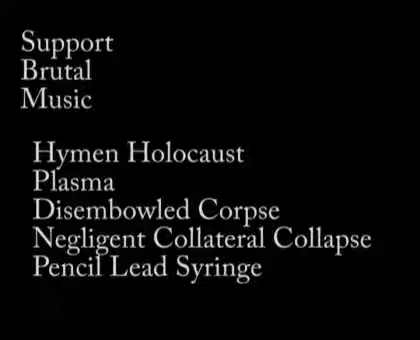 Support
Brutal
Music
Hymen Holocaust
Plasma
Disembowled Corpse
Negligent Collateral Collapse
Pencil Lead Syringe